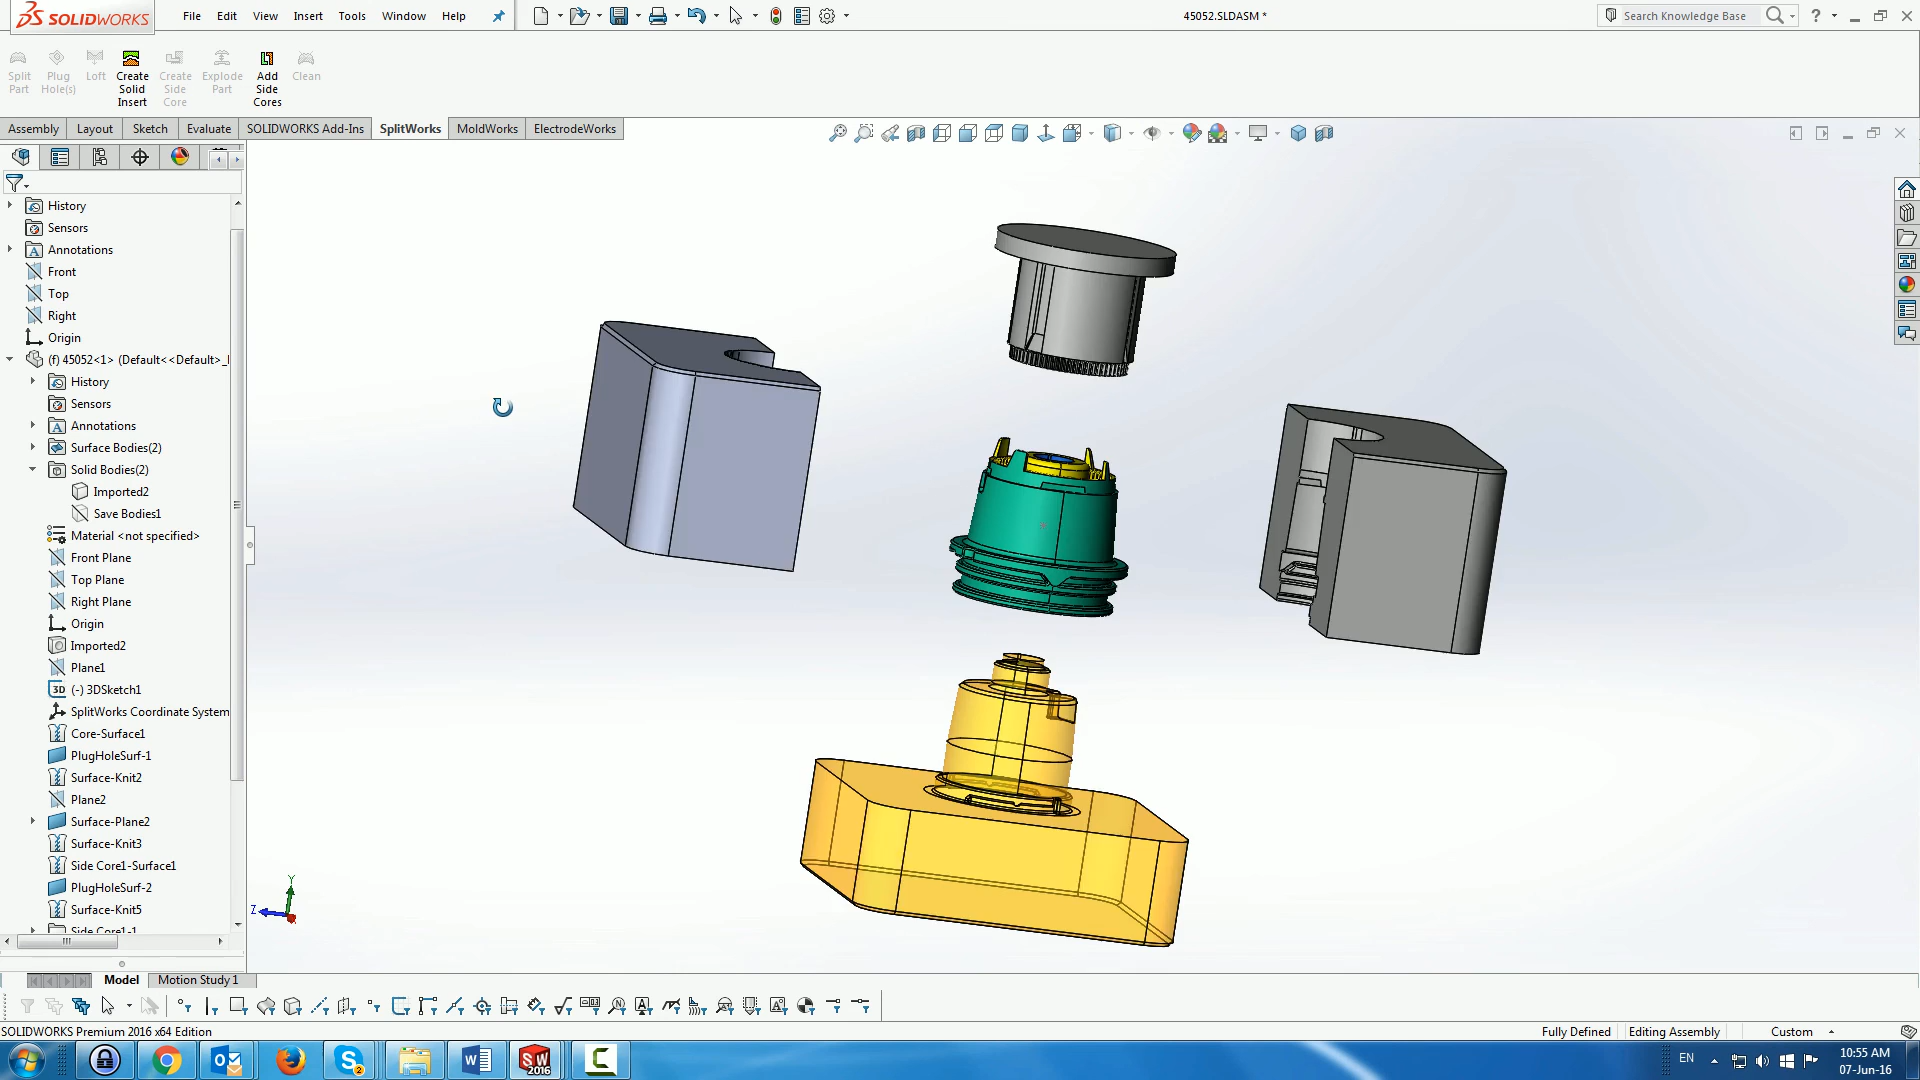 SOLIDWORKS
File Edit View Insert Tools Window Help
45052.SLDASM *
Search Knowledge Base
Split Part
Plug Hole(s)
Loft
Create Solid Insert
Create Side Core
Explode Part
Add Side Cores
Clean
Assembly Layout Sketch Evaluate SOLIDWORKS Add-Ins SplitWorks MoldWorks ElectrodeWorks
History
Sensors
Annotations
Front
Top
Right
Origin
(f) 45052<1> (Default<<Default>_
History
Sensors
Annotations
Surface Bodies(2)
Solid Bodies(2)
Imported2
Save Bodies1
Material <not specified>
Front Plane
Top Plane
Right Plane
Origin
Imported2
Plane1
(-) 3DSketch1
SplitWorks Coordinate System
Core-Surface1
PlugHoleSurf-1
Surface-Knit2
Plane2
Surface-Plane2
Surface-Knit3
Side Core1-Surface1
PlugHoleSurf-2
Surface-Knit5
Side Core1-1
Y
Z
Model Motion Study 1
SOLIDWORKS Premium 2016 x64 Edition
Fully Defined Editing Assembly Custom
EN
10:55 AM
07-Jun-16